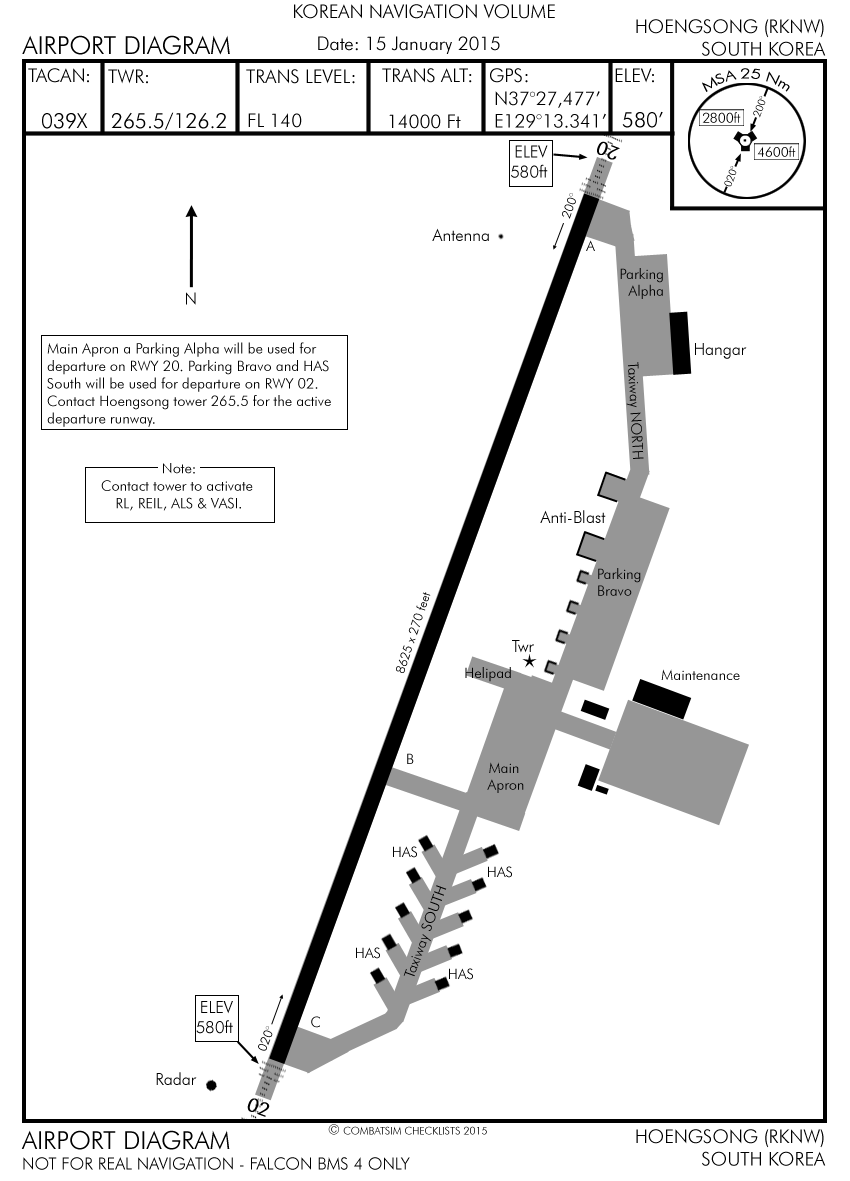 KOREAN NAVIGATION VOLUME
AIRPORT DIAGRAM
Date: 15 January 2015
HOENGSONG (RKNW)
SOUTH KOREA
TACAN:
039X
TWR:
265.5/126.2
TRANS LEVEL:
FL 140
TRANS ALT:
14000 Ft
GPS:
N37°27,477'
E129°13.341'
ELEV:
580'
MSA 25 Nm
2800ft
200°
4600ft
020°
20
ELEV
580ft
200°
Antenna
A
N
Parking
Alpha
Hangar
Main Apron a Parking Alpha will be used for
departure on RWY 20. Parking Bravo and HAS
South will be used for departure on RWY 02.
Contact Hoengsong tower 265.5 for the active
departure runway.
Taxiway NORTH
Note:
Contact tower to activate
RL, REIL, ALS & VASI.
Anti-Blast
Parking
Bravo
8625 x 270 feet
Twr
Helipad
Maintenance
B
Main
Apron
HAS
HAS
Taxiway SOUTH
HAS
HAS
ELEV
580ft
020°
C
Radar
02
© COMBATSIM CHECKLISTS 2015
AIRPORT DIAGRAM
NOT FOR REAL NAVIGATION - FALCON BMS 4 ONLY
HOENGSONG (RKNW)
SOUTH KOREA